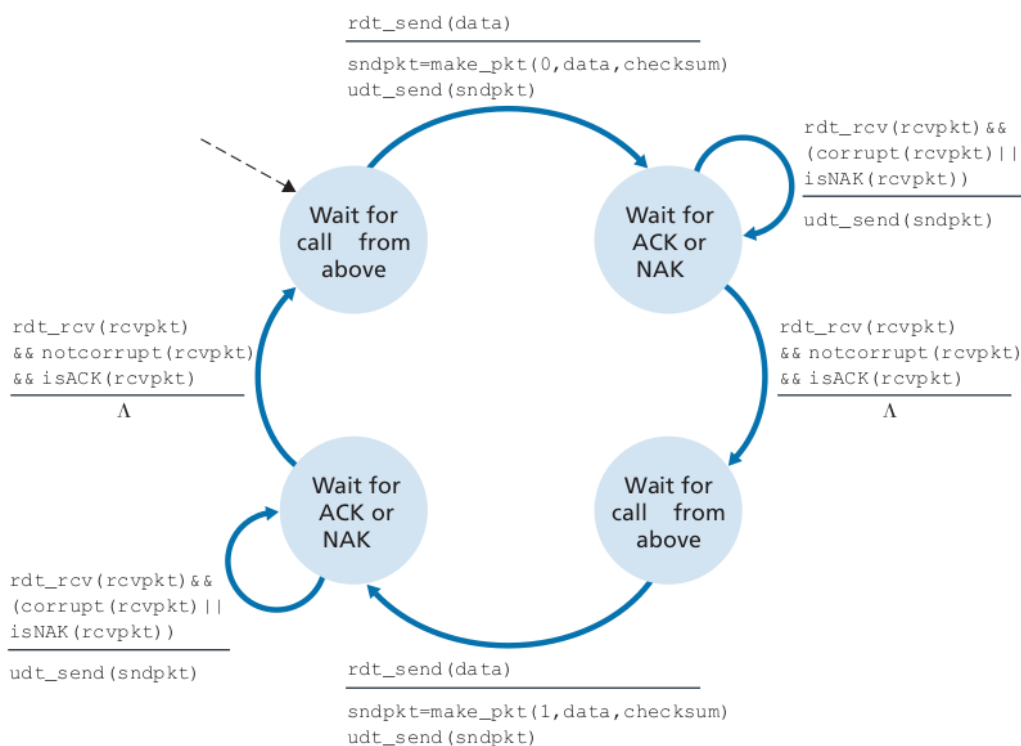 rdt_send(data)
sndpkt=make_pkt(0,data,checksum)
udt_send(sndpkt)
rdt_rcv(rcvpkt)&&
(corrupt(rcvpkt)||
isNAK(rcvpkt))
udt_send(sndpkt)
Wait for
call from
above
Wait for
ACK or
NAK
rdt_rcv(rcvpkt)
&& notcorrupt(rcvpkt)
&& isACK(rcvpkt)
Λ
rdt_rcv(rcvpkt)
&& notcorrupt(rcvpkt)
&& isACK(rcvpkt)
Λ
Wait for
ACK or
NAK
Wait for
call from
above
rdt_rcv(rcvpkt)&&
(corrupt(rcvpkt)||
isNAK(rcvpkt))
udt_send(sndpkt)
rdt_send(data)
sndpkt=make_pkt(1,data,checksum)
udt_send(sndpkt)